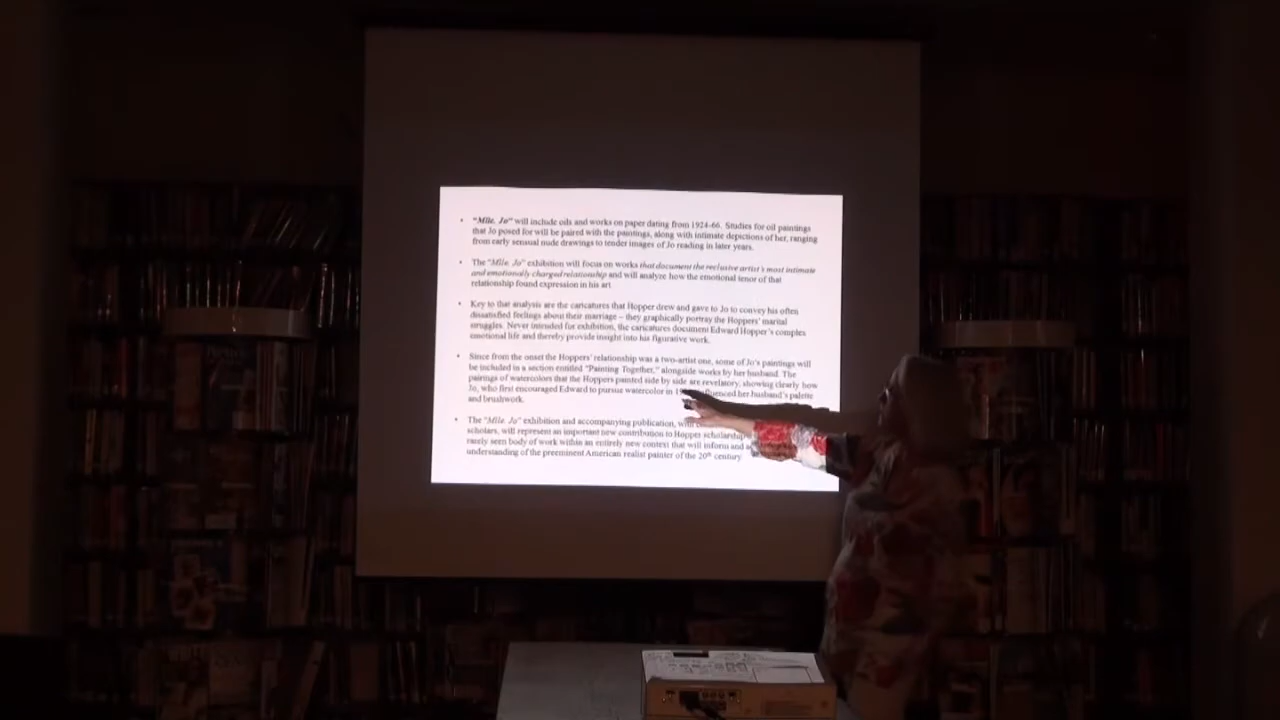 • "Mlle. Jo" will include oils and works on paper dating from 1924-66. Studies for oil paintings
that Jo posed for will be paired with the paintings, along with intimate depictions of her, ranging
from early sensual nude drawings to tender images of Jo reading in later years.
• The "Mlle. Jo" exhibition will focus on works that document the reclusive artist's most intimate
and emotionally charged relationship and will analyze how the emotional tenor of that
relationship found expression in his art
• Key to that analysis are the caricatures that Hopper drew and gave to Jo to convey his often
dissatisfied feelings about their marriage – they graphically portray the Hoppers' marital
struggles. Never intended for exhibition, the caricatures document Edward Hopper's complex
emotional life and thereby provide insight into his figurative work.
• Since from the onset the Hoppers' relationship was a two-artist one, some of Jo's paintings will
be included in a section entitled "Painting Together," alongside works by her husband. The
pairings of watercolors that the Hoppers painted side by side are revelatory, showing clearly how
Jo, who first encouraged Edward to pursue watercolor in her husband's palette
and brushwork.
• The "Mlle. Jo" exhibition and accompanying publication, with
scholars, will represent an important new contribution to Hopper scholarship
rarely seen body of work within an entirely new context that will inform and
understanding of the preeminent American realist painter of the 20th century